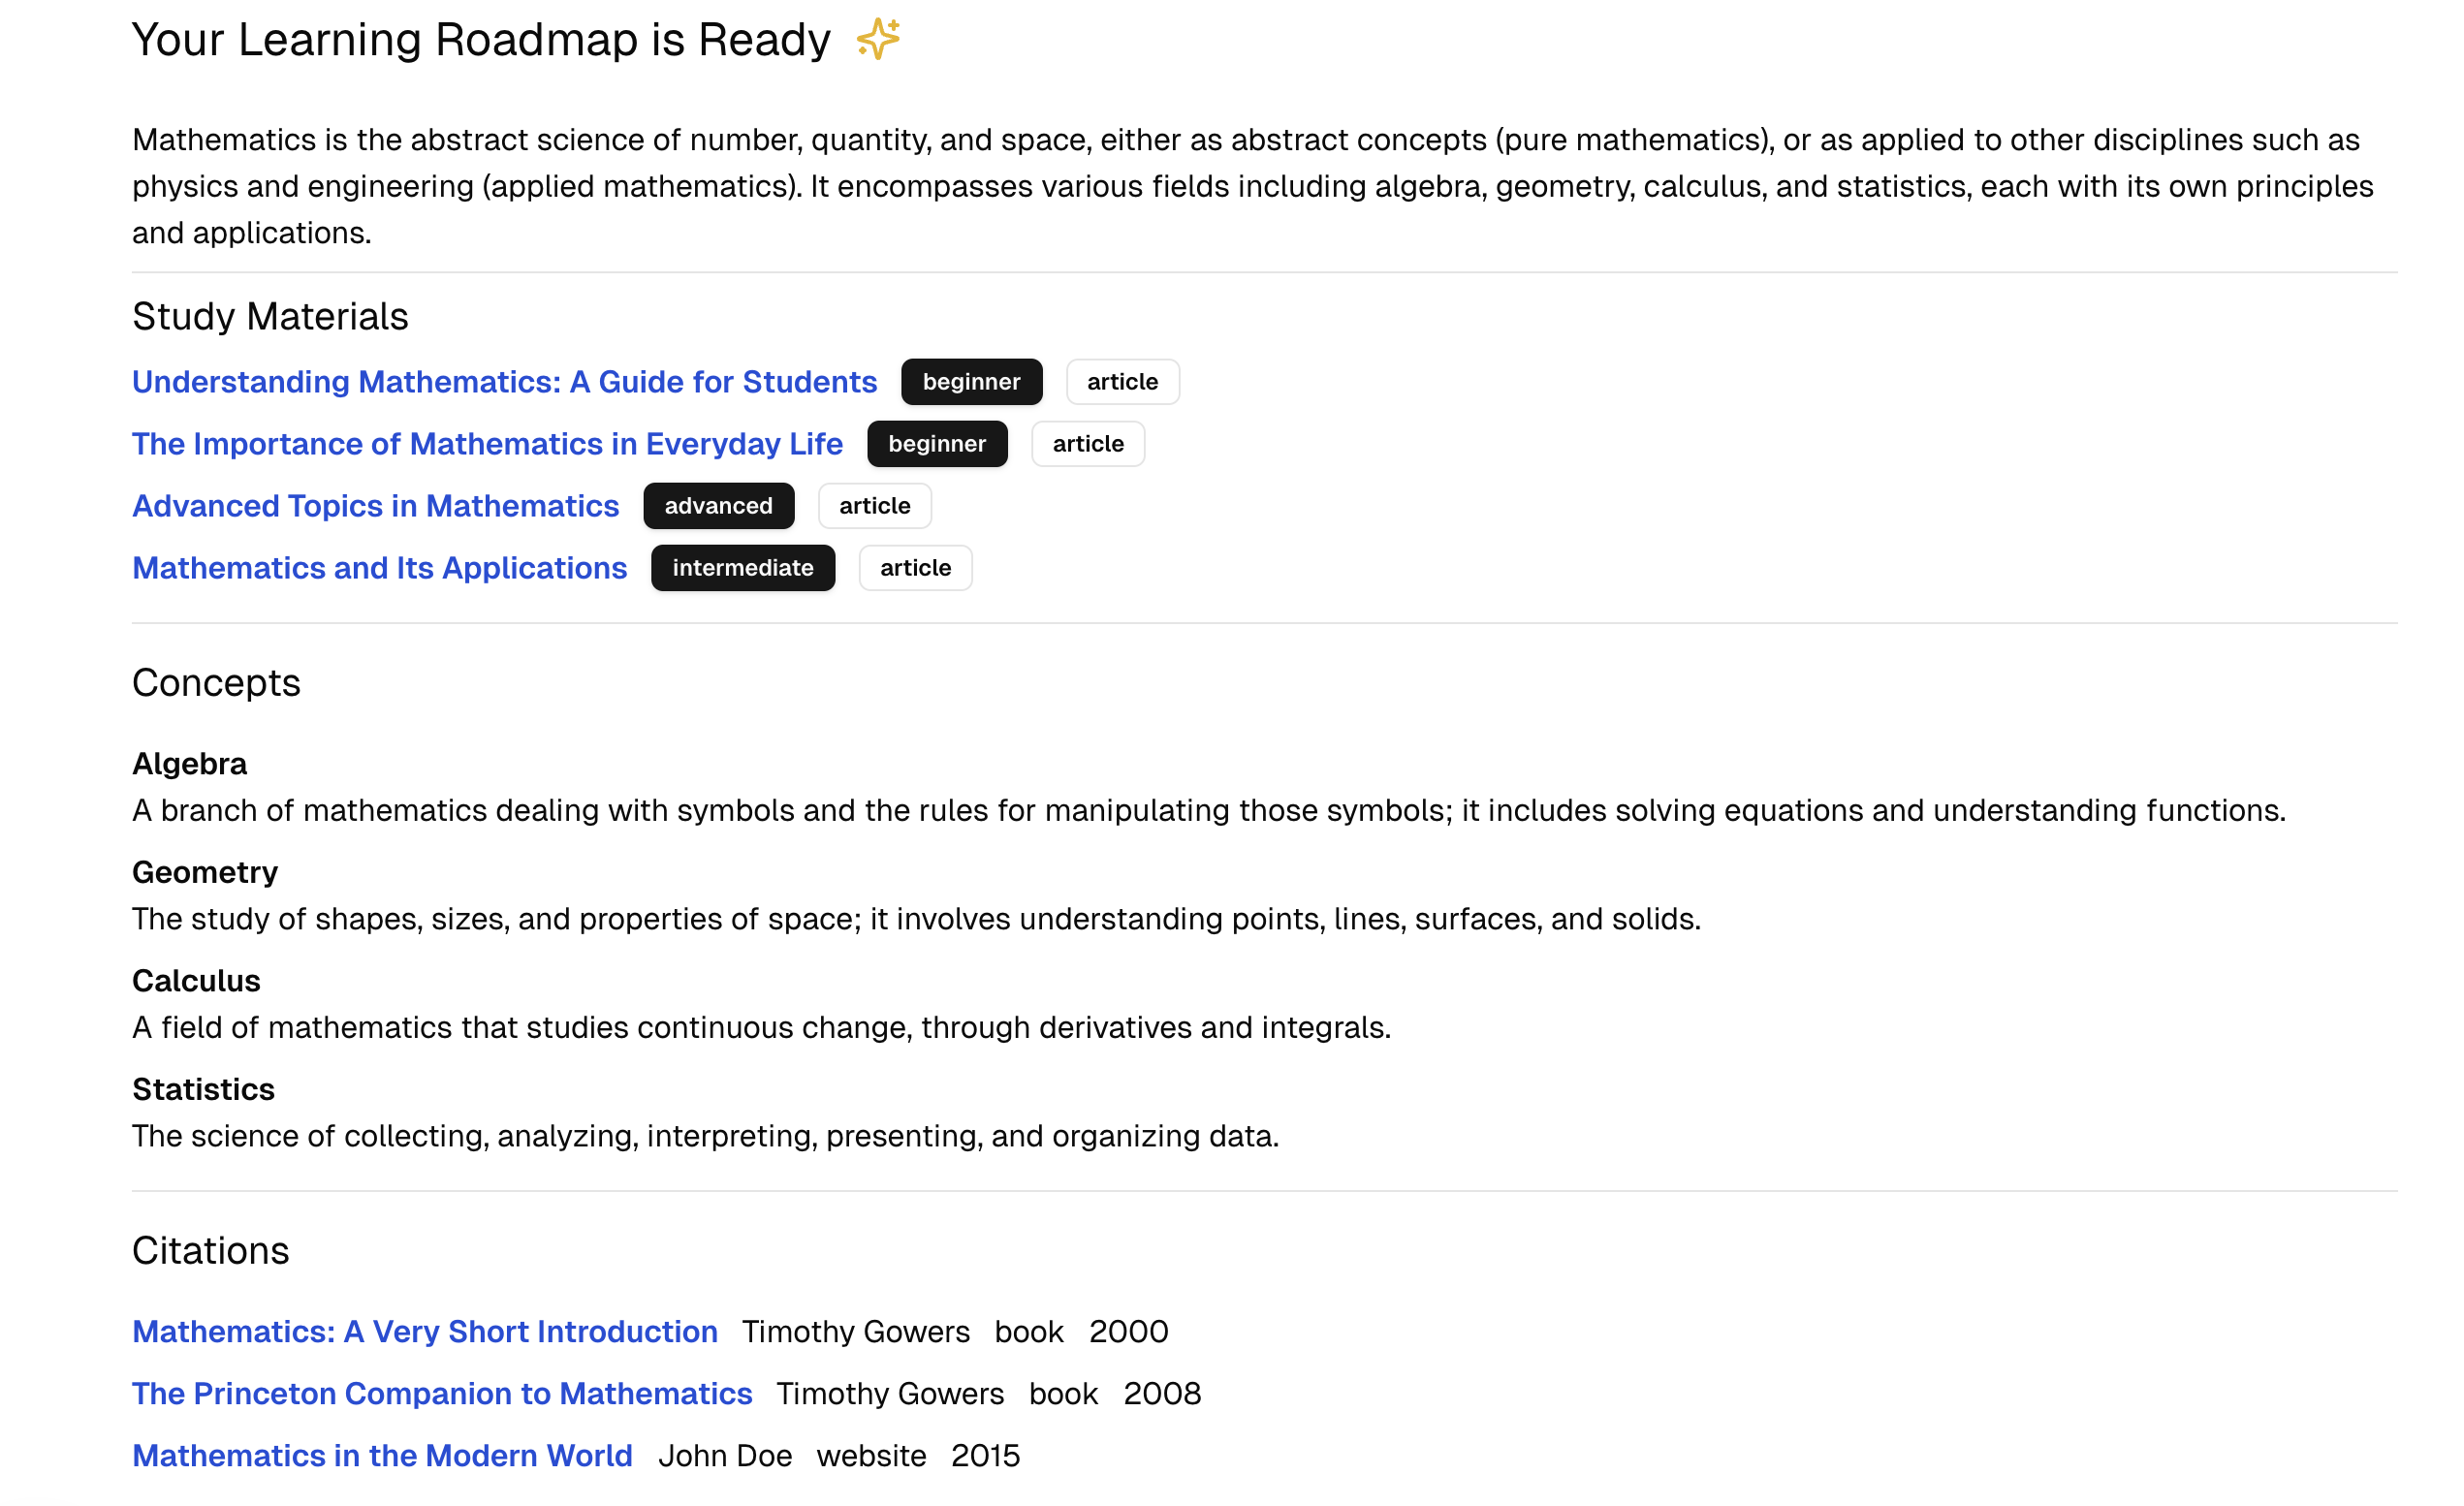 Your Learning Roadmap is Ready
Mathematics is the abstract science of number, quantity, and space, either as abstract concepts (pure mathematics), or as applied to other disciplines such as
physics and engineering (applied mathematics). It encompasses various fields including algebra, geometry, calculus, and statistics, each with its own principles
and applications.
Study Materials
Understanding Mathematics: A Guide for Students beginner article
The Importance of Mathematics in Everyday Life beginner article
Advanced Topics in Mathematics advanced article
Mathematics and Its Applications intermediate article
Concepts
Algebra
A branch of mathematics dealing with symbols and the rules for manipulating those symbols; it includes solving equations and understanding functions.
Geometry
The study of shapes, sizes, and properties of space; it involves understanding points, lines, surfaces, and solids.
Calculus
A field of mathematics that studies continuous change, through derivatives and integrals.
Statistics
The science of collecting, analyzing, interpreting, presenting, and organizing data.
Citations
Mathematics: A Very Short Introduction Timothy Gowers book 2000
The Princeton Companion to Mathematics Timothy Gowers book 2008
Mathematics in the Modern World John Doe website 2015